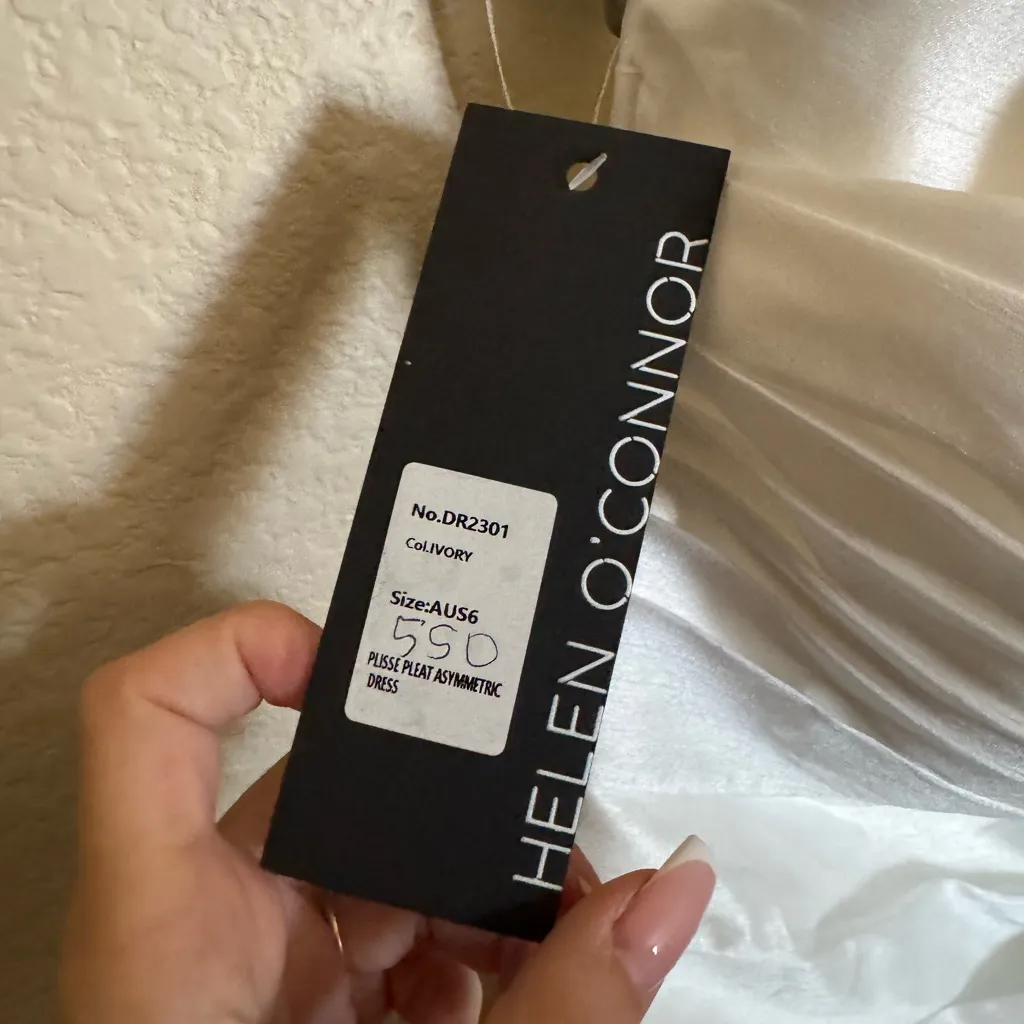 HELEN O'CONNOR
No.DR2301
Col.IVORY
Size:AUS6
550
PLISSE PLEAT ASYMMETRIC
DRESS